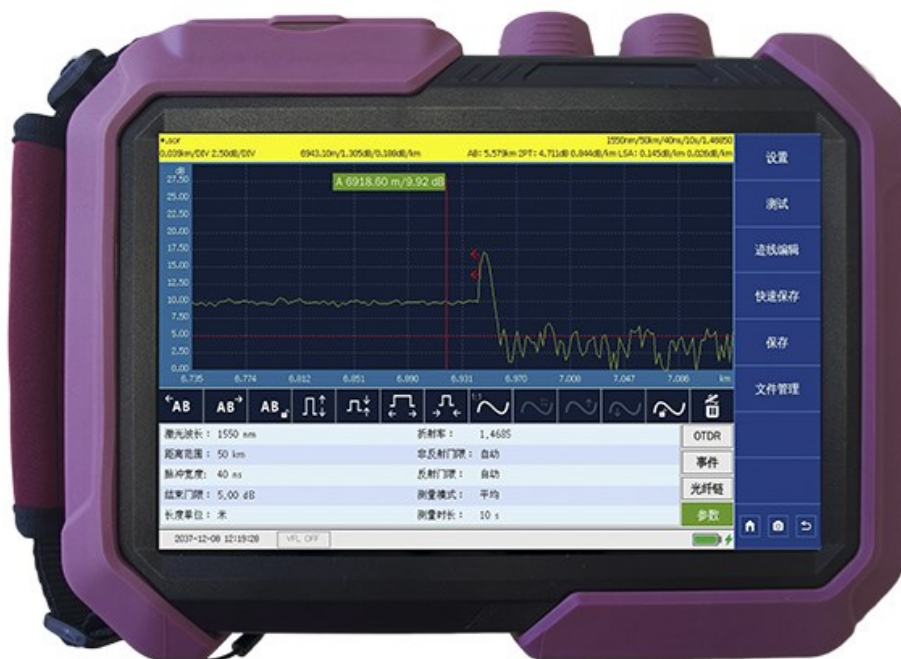 *.sor
1550nm/50km/40ns/10s/1.46850
0.039km/DIV 2.50dB/DIV
6943.10m/1.305dB/0.188dB/km
AB: 5.579km 2PT: 4.711dB 0.844dB/km LSA: 0.145dB/km 0.026dB/km
dB
27.50
25.00
22.50
20.00
17.50
15.00
12.50
10.00
7.50
5.00
2.50
0.00
A 6918.60 m/9.92 dB
6.735 6.774 6.812 6.851 6.890 6.931 6.970 7.008 7.047 7.086 km
AB AB AB 1:1
激光波长: 1550 nm
折射率: 1.4685
距离范围: 50 km
非反射门限: 自动
脉冲宽度: 40 ns
反射门限: 自动
结束门限: 5.00 dB
测量模式: 平均
长度单位: 米
测量时长: 10 s
OTDR
事件
光纤链
参数
2037-12-08 12:19:28
VFL OFF
设置
测试
迹线编辑
快速保存
保存
文件管理